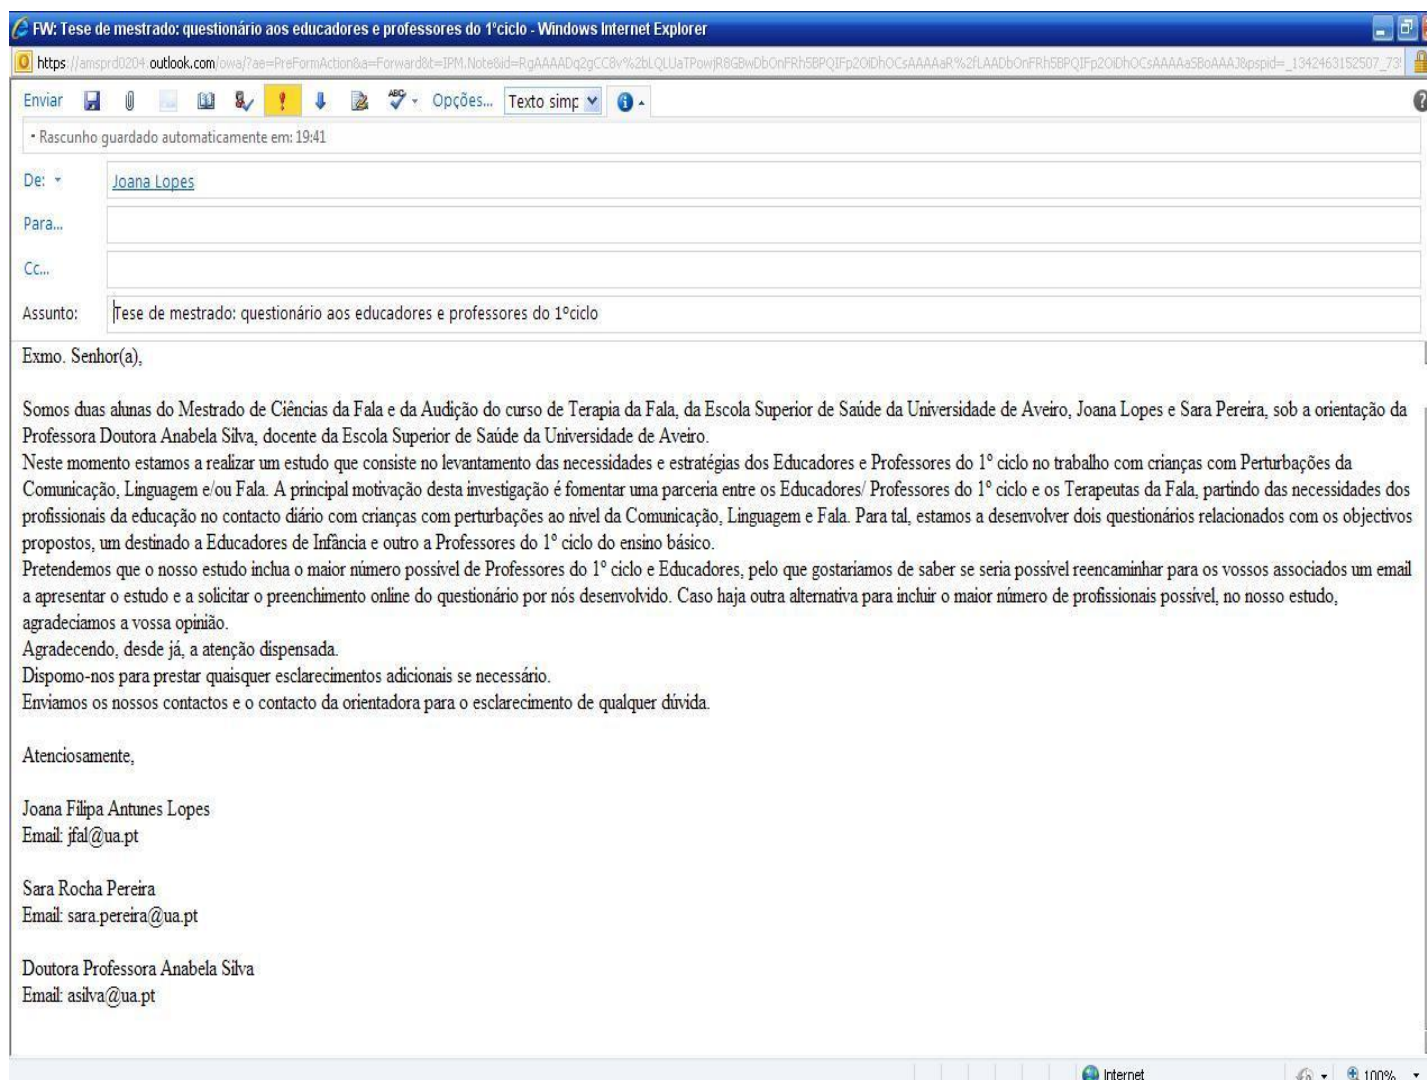 FW: Tese de mestrado: questionário aos educadores e professores do 1ºciclo - Windows Internet Explorer
https://amsprd0204.outlook.com/owa/?ae=PreFormAction&a=Forward&t=IPM.Note&id=
Enviar Opções... Texto simp
• Rascunho guardado automaticamente em: 19:41
De: Joana Lopes
Para...
Cc...
Assunto: Tese de mestrado: questionário aos educadores e professores do 1ºciclo
Exmo. Senhor(a),
Somos duas alunas do Mestrado de Ciências da Fala e da Audição do curso de Terapia da Fala, da Escola Superior de Saúde da Universidade de Aveiro, Joana Lopes e Sara Pereira, sob a orientação da
Professora Doutora Anabela Silva, docente da Escola Superior de Saúde da Universidade de Aveiro.
Neste momento estamos a realizar um estudo que consiste no levantamento das necessidades e estratégias dos Educadores e Professores do 1º ciclo no trabalho com crianças com Perturbações da
Comunicação, Linguagem e/ou Fala. A principal motivação desta investigação é fomentar uma parceria entre os Educadores/ Professores do 1º ciclo e os Terapeutas da Fala, partindo das necessidades dos
profissionais da educação no contacto diário com crianças com perturbações ao nível da Comunicação, Linguagem e Fala. Para tal, estamos a desenvolver dois questionários relacionados com os objectivos
propostos, um destinado a Educadores de Infância e outro a Professores do 1º ciclo do ensino básico.
Pretendemos que o nosso estudo inclua o maior número possível de Professores do 1º ciclo e Educadores, pelo que gostaríamos de saber se seria possível reencaminhar para os vossos associados um email
a apresentar o estudo e a solicitar o preenchimento online do questionário por nós desenvolvido. Caso haja outra alternativa para incluir o maior número de profissionais possível, no nosso estudo,
agradecíamos a vossa opinião.
Agradecendo, desde já, a atenção dispensada.
Dispomo-nos para prestar quaisquer esclarecimentos adicionais se necessário.
Enviamos os nossos contactos e o contacto da orientadora para o esclarecimento de qualquer dúvida.
Atenciosamente,
Joana Filipa Antunes Lopes
Email: jfal@ua.pt
Sara Rocha Pereira
Email: sara.pereira@ua.pt
Doutora Professora Anabela Silva
Email: asilva@ua.pt
Internet 100%